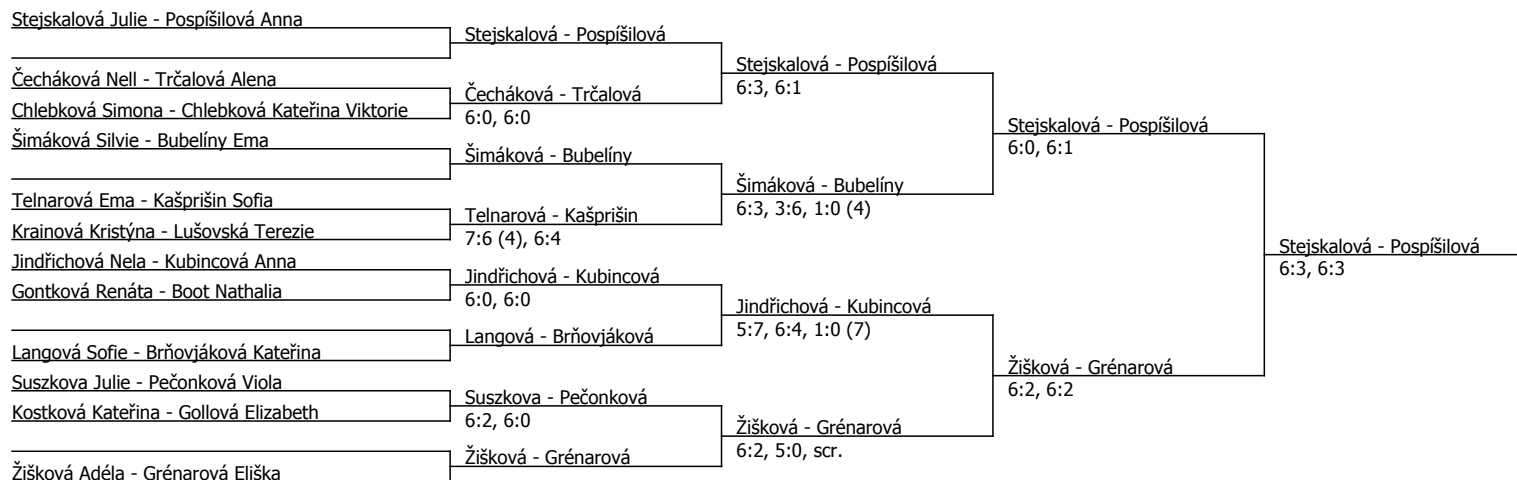 Stejskalová Julie - Pospíšilová Anna
Čecháková Nell - Trčalová Alena
Chlebková Simona - Chlebková Kateřina Viktorie
Šimáková Silvie - Bubelíny Ema
Telnarová Ema - Kašprišin Sofia
Krainová Kristýna - Lušovská Terezie
Jindřichová Nela - Kubincová Anna
Gontková Renáta - Boot Nathalia
Langová Sofie - Brňovjáková Kateřina
Suszkova Julie - Pečonková Viola
Kostková Kateřina - Gollová Elizabeth
Žišková Adéla - Grénarová Eliška
Stejskalová - Pospíšilová
Čecháková - Trčalová
6:0, 6:0
Šimáková - Bubelíny
Telnarová - Kašprišin
7:6 (4), 6:4
Jindřichová - Kubincová
6:0, 6:0
Langová - Brňovjáková
Suszkova - Pečonková
6:2, 6:0
Žišková - Grénarová
Stejskalová - Pospíšilová
6:3, 6:1
Šimáková - Bubelíny
6:3, 3:6, 1:0 (4)
Jindřichová - Kubincová
5:7, 6:4, 1:0 (7)
Žišková - Grénarová
6:2, 5:0, scr.
Stejskalová - Pospíšilová
6:0, 6:1
Žišková - Grénarová
6:2, 6:2
Stejskalová - Pospíšilová
6:3, 6:3